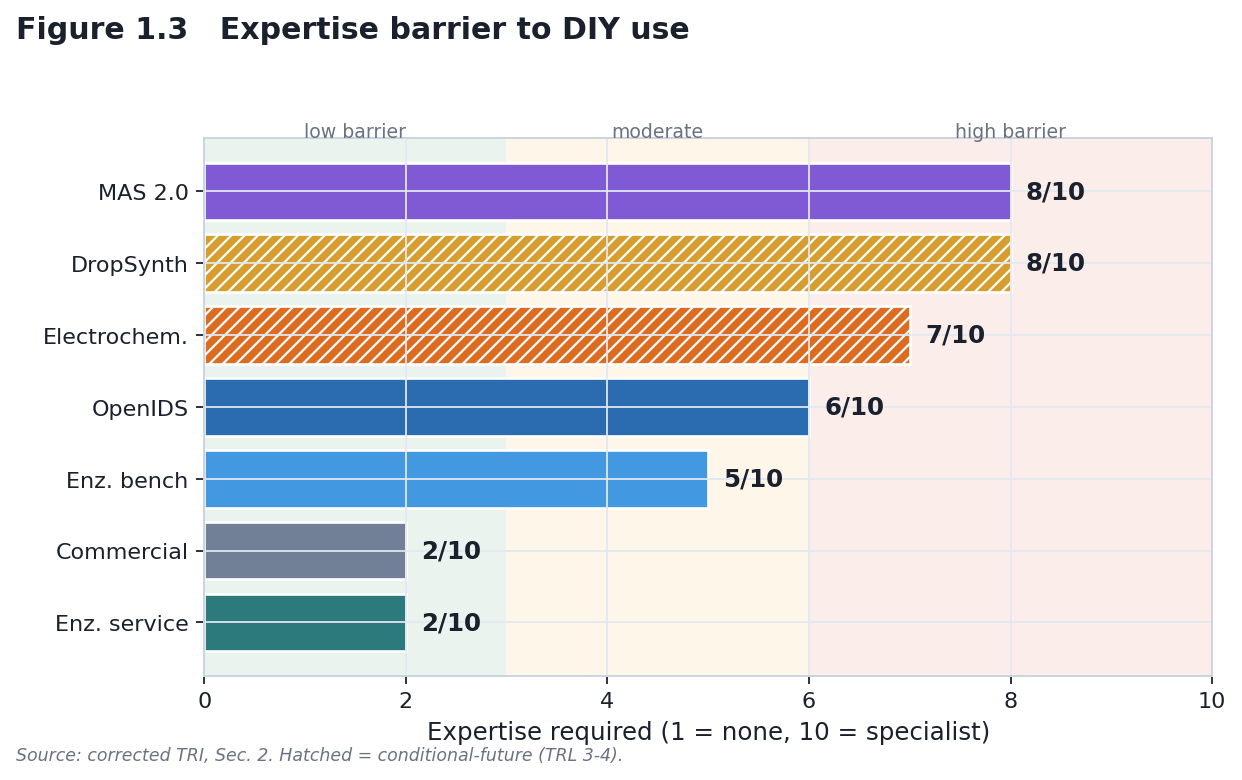 Figure 1.3 Expertise barrier to DIY use
low barrier moderate high barrier
MAS 2.0 8/10
DropSynth 8/10
Electrochem. 7/10
OpenIDS 6/10
Enz. bench 5/10
Commercial 2/10
Enz. service 2/10
0 2 4 6 8 10
Expertise required (1 = none, 10 = specialist)
Source: corrected TRI, Sec. 2. Hatched = conditional-future (TRL 3-4).